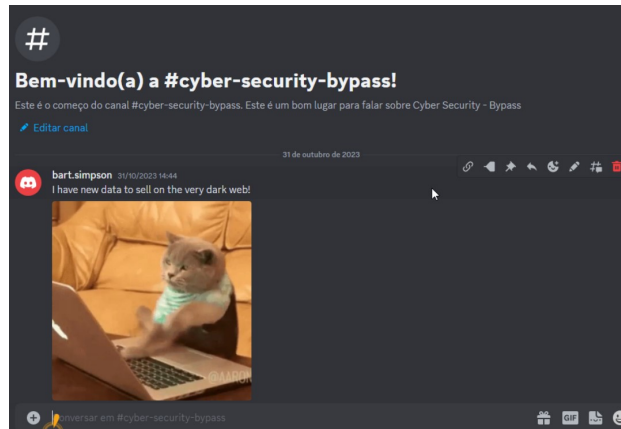 #
Bem-vindo(a) a #cyber-security-bypass!
Este é o começo do canal #cyber-security-bypass. Este é um bom lugar para falar sobre Cyber Security - Bypass
Editar canal
31 de outubro de 2023
bart.simpson 31/10/2023 14:44
I have new data to sell on the very dark web!
@AARON
onversar em #cyber-security-bypass
GIF